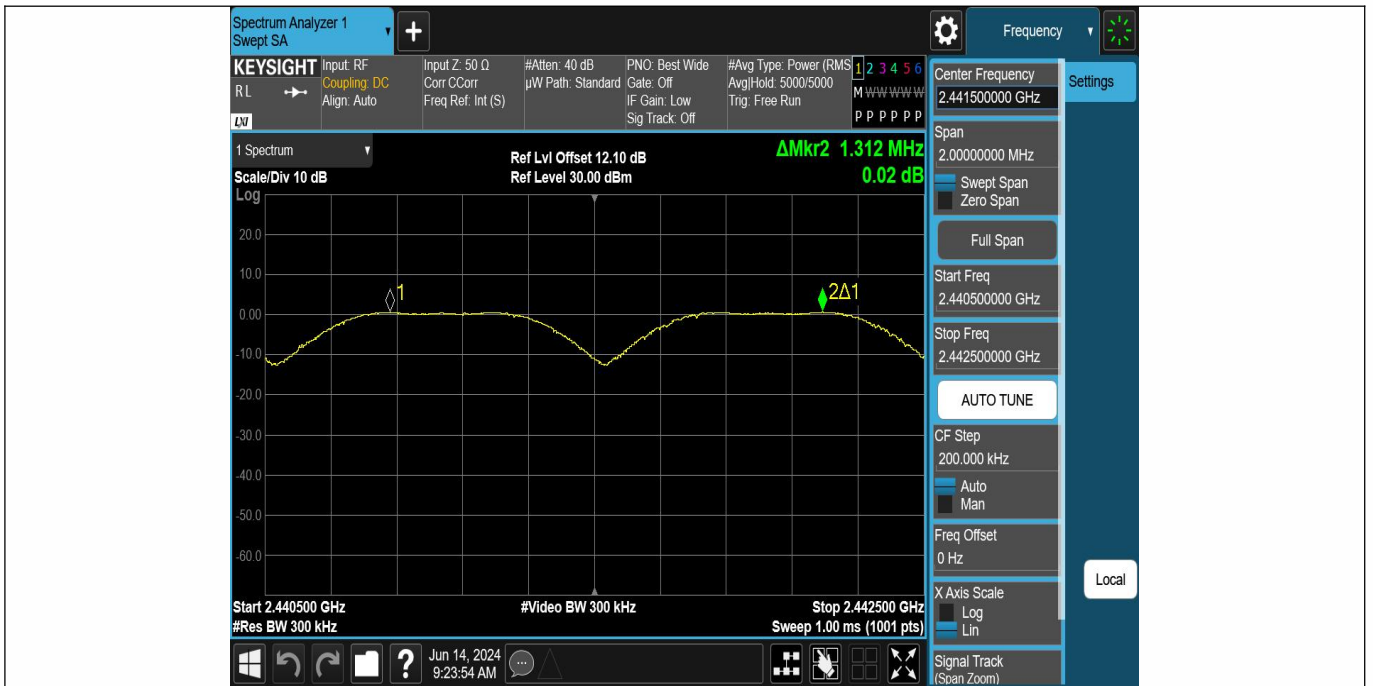 Spectrum Analyzer 1
Swept SA
+
Frequency
KEYSIGHT
RL
LXI
Input: RF
Coupling: DC
Align: Auto
Input Z: 50 Ω
Corr CCorr
Freq Ref: Int (S)
#Atten: 40 dB
µW Path: Standard
PNO: Best Wide
Gate: Off
IF Gain: Low
Sig Track: Off
#Avg Type: Power (RMS
Avg|Hold: 5000/5000
Trig: Free Run
1 2 3 4 5 6
M W W W W W
P P P P P P
1 Spectrum
Scale/Div 10 dB
Log
Ref Lvl Offset 12.10 dB
Ref Level 30.00 dBm
ΔMkr2 1.312 MHz
0.02 dB
20.0
10.0
0.00
-10.0
-20.0
-30.0
-40.0
-50.0
-60.0
1
2Δ1
Start 2.440500 GHz
#Res BW 300 kHz
#Video BW 300 kHz
Stop 2.442500 GHz
Sweep 1.00 ms (1001 pts)
Center Frequency
2.441500000 GHz
Settings
Span
2.00000000 MHz
Swept Span
Zero Span
Full Span
Start Freq
2.440500000 GHz
Stop Freq
2.442500000 GHz
AUTO TUNE
CF Step
200.000 kHz
Auto
Man
Freq Offset
0 Hz
Local
X Axis Scale
Log
Lin
Signal Track
(Span Zoom)
?
Jun 14, 2024
9:23:54 AM